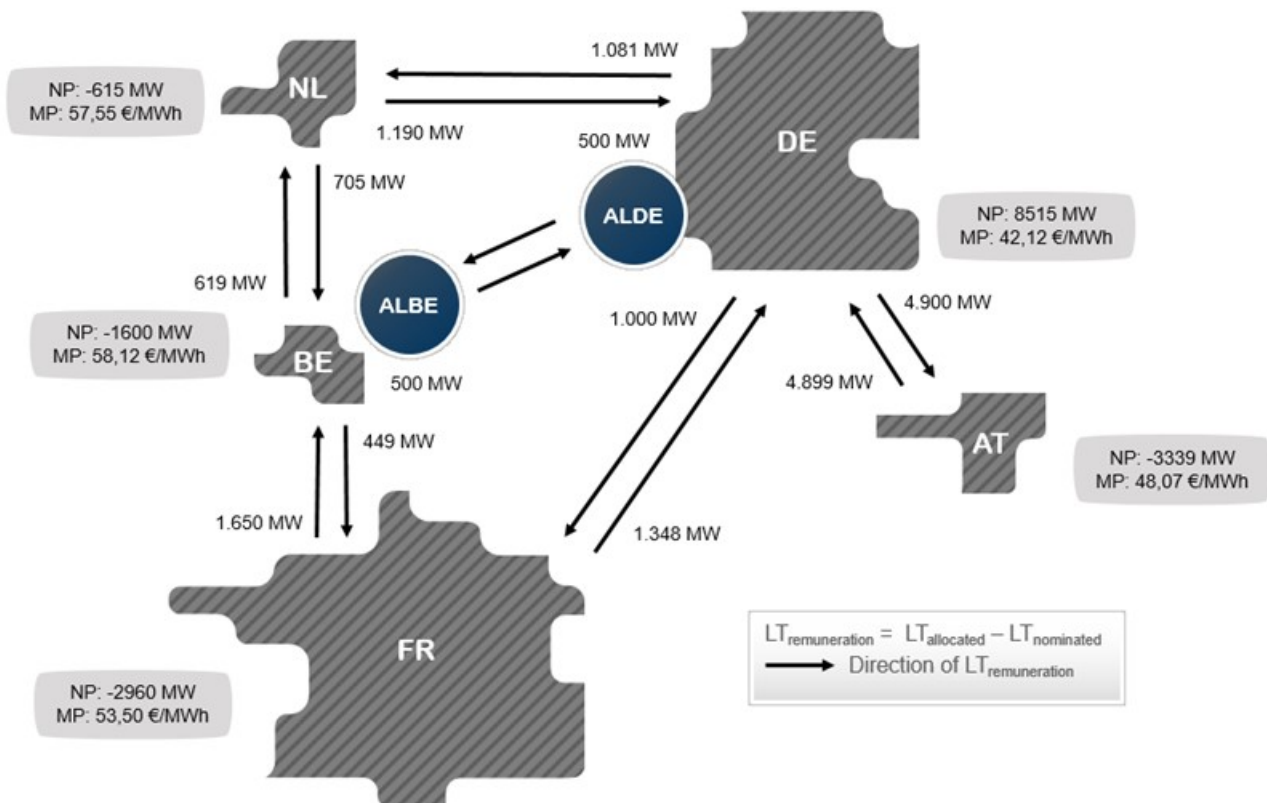 1.081 MW
NP: -615 MW
MP: 57,55 €/MWh
NL
1.190 MW
500 MW
DE
705 MW
ALDE
NP: 8515 MW
MP: 42,12 €/MWh
619 MW
ALBE
NP: -1600 MW
MP: 58,12 €/MWh
BE
1.000 MW
4.900 MW
500 MW
4.899 MW
449 MW
AT
NP: -3339 MW
MP: 48,07 €/MWh
1.650 MW
1.348 MW
FR
LTremuneration = LTallocated – LTnominated
Direction of LTremuneration
NP: -2960 MW
MP: 53,50 €/MWh